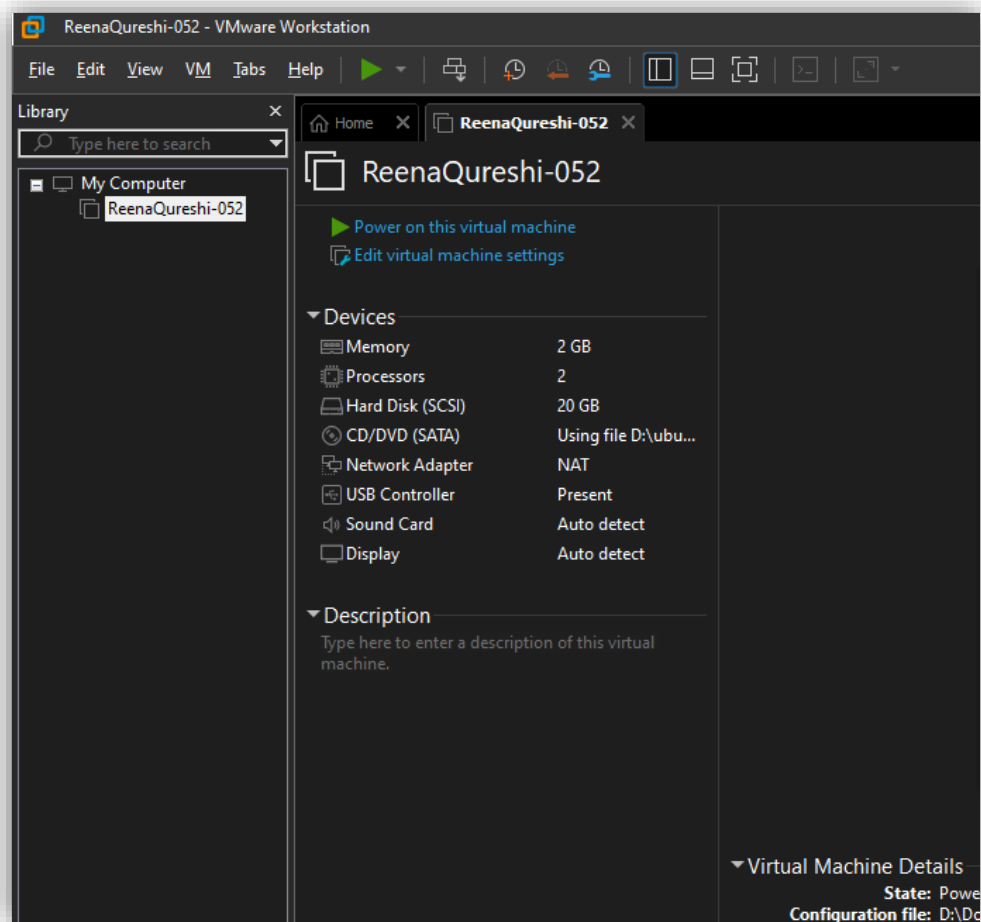 ReenaQureshi-052 - VMware Workstation
File Edit View VM Tabs Help
Library
Type here to search
My Computer
ReenaQureshi-052
Home
ReenaQureshi-052
ReenaQureshi-052
Power on this virtual machine
Edit virtual machine settings
Devices
Memory 2 GB
Processors 2
Hard Disk (SCSI) 20 GB
CD/DVD (SATA) Using file D:\ubu...
Network Adapter NAT
USB Controller Present
Sound Card Auto detect
Display Auto detect
Description
Type here to enter a description of this virtual
machine.
Virtual Machine Details
State: Powe
Configuration file: D:\Do